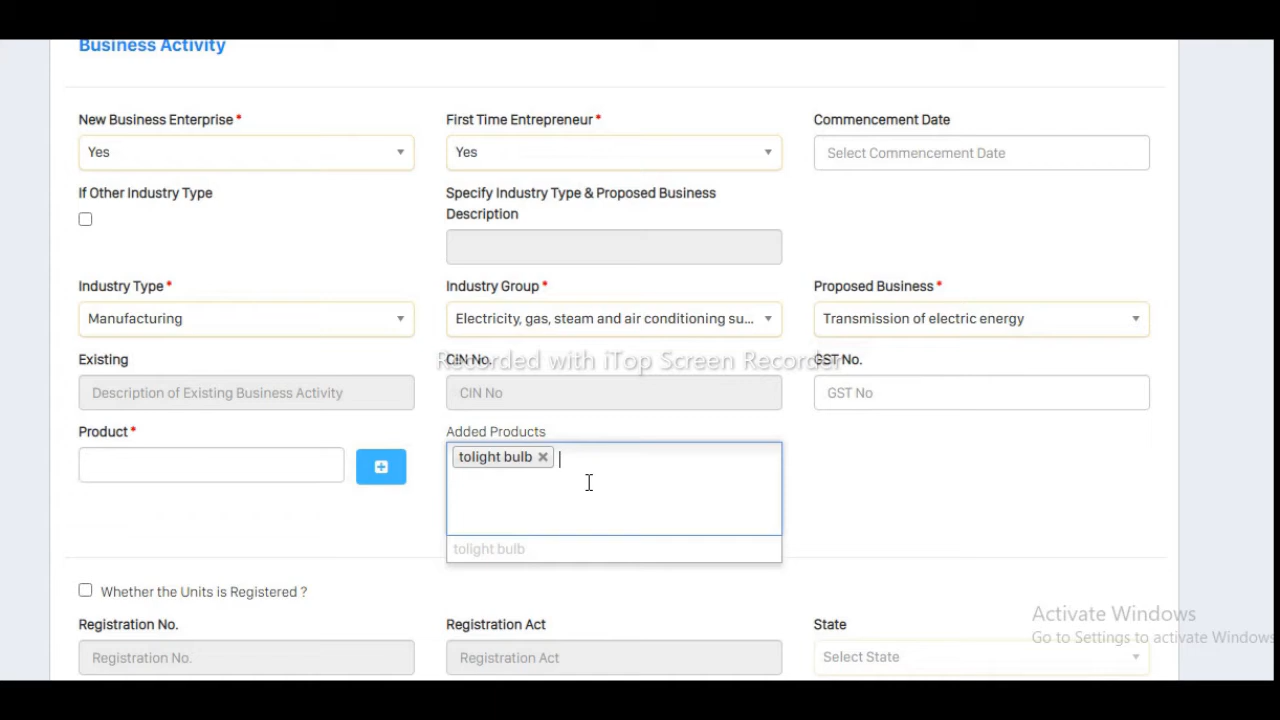 Business Activity
New Business Enterprise * First Time Entrepreneur * Commencement Date
Yes Yes Select Commencement Date
If Other Industry Type Specify Industry Type & Proposed Business
Description
Industry Type * Industry Group * Proposed Business *
Manufacturing Electricity, gas, steam and air conditioning su... Transmission of electric energy
Recorded with iTop Screen Recorder
Existing CIN No. GST No.
Description of Existing Business Activity CIN No GST No
Product * Added Products
tolight bulb
tolight bulb
Whether the Units is Registered ?
Activate Windows
Go to Settings to activate Windows
Registration No. Registration Act State
Registration No. Registration Act Select State